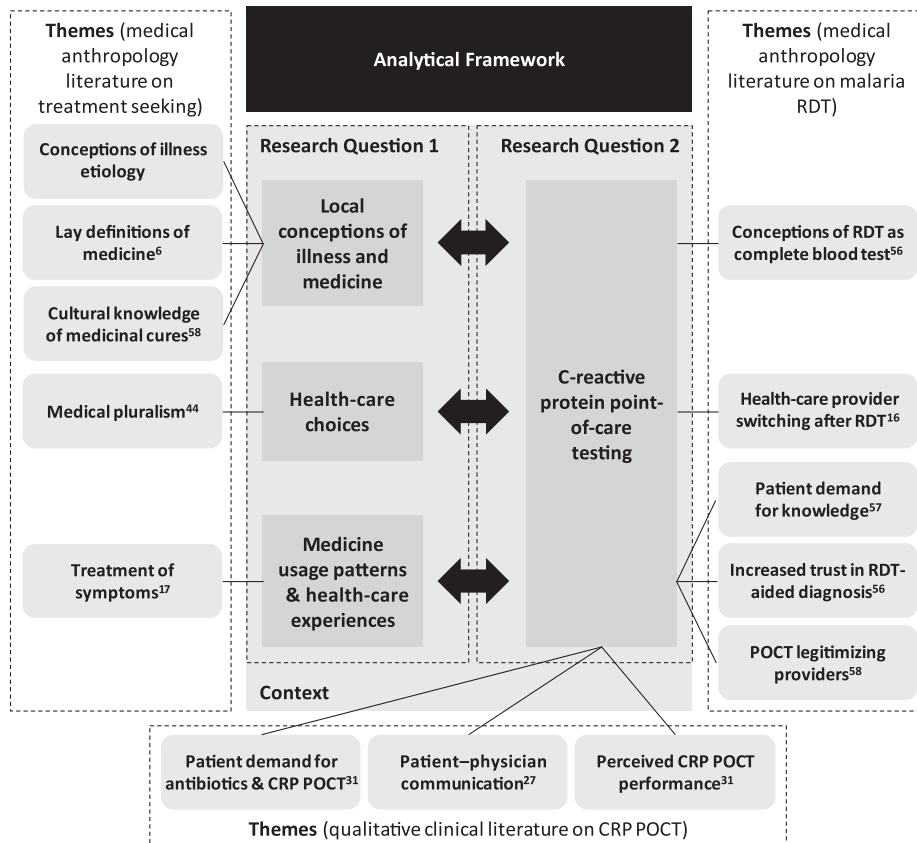 Themes (medical
anthropology
literature on
treatment seeking)
Conceptions of illness
etiology
Lay definitions of
medicine⁶
Cultural knowledge
of medicinal cures⁵⁸
Medical pluralism⁴⁴
Treatment of
symptoms¹⁷
Analytical Framework
Research Question 1
Local
conceptions of
illness and
medicine
Health-care
choices
Medicine
usage patterns
& health-care
experiences
Research Question 2
C-reactive
protein point-
of-care
testing
Context
Themes (medical
anthropology
literature on malaria
RDT)
Conceptions of RDT as
complete blood test⁵⁶
Health-care provider
switching after RDT¹⁶
Patient demand
for knowledge⁵⁷
Increased trust in RDT-
aided diagnosis⁵⁶
POCT legitimizing
providers⁵⁸
Patient demand for
antibiotics & CRP POCT³¹
Patient–physician
communication²⁷
Perceived CRP POCT
performance³¹
Themes (qualitative clinical literature on CRP POCT)